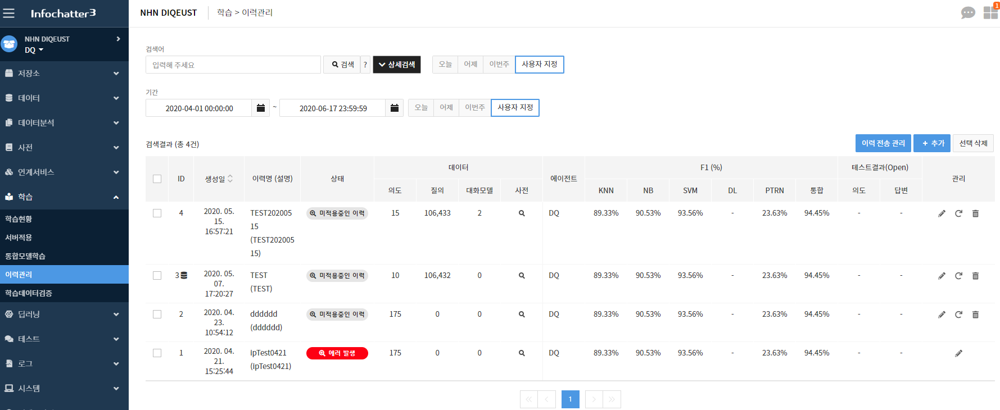 Infochatter3
NHN DIQEUST 학습 > 이력관리
1
NHN DIQEUST
DQ
저장소
데이터
데이터분석
사전
연계서비스
학습
학습현황
서버적용
통합모델학습
이력관리
학습데이터검증
딥러닝
테스트
로그
시스템
검색어
입력해 주세요 검색 ? 상세검색 오늘 어제 이번주 사용자 지정
기간
2020-04-01 00:00:00 ~ 2020-06-17 23:59:59 오늘 어제 이번주 사용자 지정
검색결과 (총 4건) 이력 전송 관리 + 추가 선택 삭제
ID 생성일 이력명 (설명) 상태 데이터 에이전트 F1 (%) 테스트결과(Open) 관리
의도 질의 대화모델 사전 KNN NB SVM DL PTRN 통합 의도 답변
4 2020. 05. TEST202005 미적용중인 이력 15 106,433 2 DQ 89.33% 90.53% 93.56% - 23.63% 94.45% - -
15. 15
16:57:21 (TEST202005
15)
3 2020. 05. TEST 미적용중인 이력 10 106,432 0 DQ 89.33% 90.53% 93.56% - 23.63% 94.45% - -
07. (TEST)
17:20:27
2 2020. 04. dddddd 미적용중인 이력 175 0 0 DQ 89.33% 90.53% 93.56% - 23.63% 94.45% - -
23. (dddddd)
10:54:12
1 2020. 04. ipTest0421 에러 발생 175 0 0 DQ 89.33% 90.53% 93.56% - 23.63% 94.45% - -
21. (ipTest0421)
15:25:44
« ‹ 1 › »